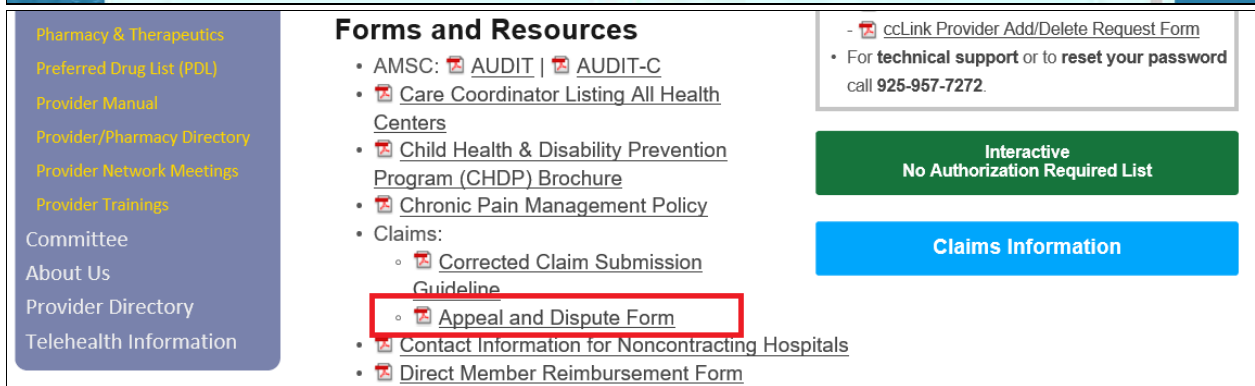 Pharmacy & Therapeutics
Preferred Drug List (PDL)
Provider Manual
Provider/Pharmacy Directory
Provider Network Meetings
Provider Trainings
Committee
About Us
Provider Directory
Telehealth Information
Forms and Resources
• AMSC: AUDIT | AUDIT-C
• Care Coordinator Listing All Health
Centers
• Child Health & Disability Prevention
Program (CHDP) Brochure
• Chronic Pain Management Policy
• Claims:
◦ Corrected Claim Submission
Guideline
◦ Appeal and Dispute Form
• Contact Information for Noncontracting Hospitals
• Direct Member Reimbursement Form
- ccLink Provider Add/Delete Request Form
• For technical support or to reset your password
call 925-957-7272.
Interactive
No Authorization Required List
Claims Information